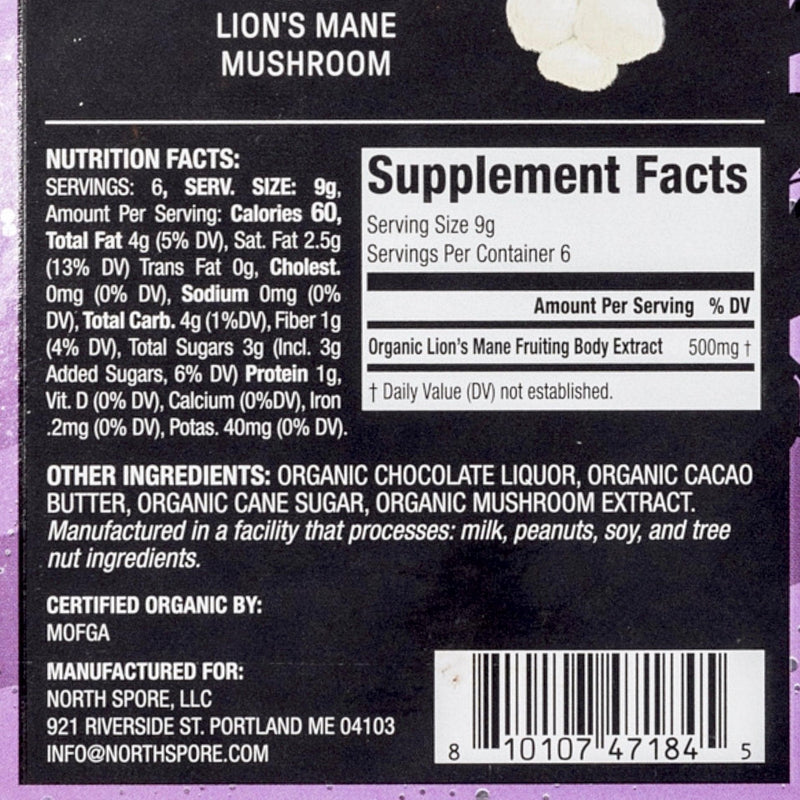 LION'S MANE
MUSHROOM
NUTRITION FACTS:
SERVINGS: 6, SERV. SIZE: 9g,
Amount Per Serving: Calories 60,
Total Fat 4g (5% DV), Sat. Fat 2.5g
(13% DV) Trans Fat 0g, Cholest.
0mg (0% DV), Sodium 0mg (0%
DV), Total Carb. 4g (1%DV), Fiber 1g
(4% DV), Total Sugars 3g (Incl. 3g
Added Sugars, 6% DV) Protein 1g,
Vit. D (0% DV), Calcium (0%DV), Iron
.2mg (0% DV), Potas. 40mg (0% DV).
Supplement Facts
Serving Size 9g
Servings Per Container 6
Amount Per Serving % DV
Organic Lion's Mane Fruiting Body Extract 500mg †
† Daily Value (DV) not established.
OTHER INGREDIENTS: ORGANIC CHOCOLATE LIQUOR, ORGANIC CACAO
BUTTER, ORGANIC CANE SUGAR, ORGANIC MUSHROOM EXTRACT.
Manufactured in a facility that processes: milk, peanuts, soy, and tree
nut ingredients.
CERTIFIED ORGANIC BY:
MOFGA
MANUFACTURED FOR:
NORTH SPORE, LLC
921 RIVERSIDE ST. PORTLAND ME 04103
INFO@NORTHSPORE.COM
8 10107 47184 5